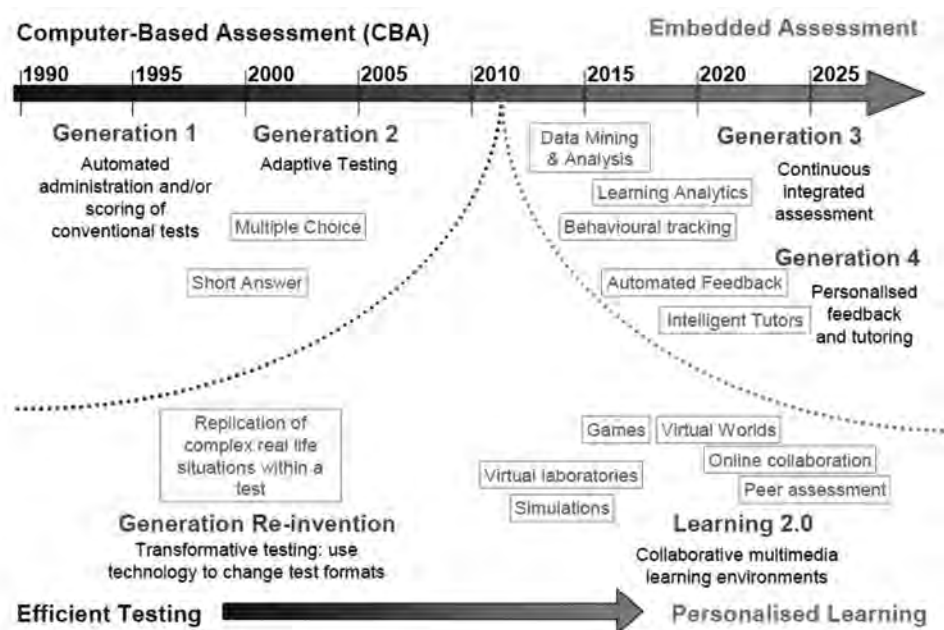 Computer-Based Assessment (CBA)
Embedded Assessment
1990 1995 2000 2005 2010 2015 2020 2025
Generation 1
Automated
administration and/or
scoring of
conventional tests
Generation 2
Adaptive Testing
Multiple Choice
Short Answer
Data Mining
& Analysis
Learning Analytics
Behavioural tracking
Generation 3
Continuous
integrated
assessment
Generation 4
Personalised
feedback
and tutoring
Automated Feedback
Intelligent Tutors
Replication of
complex real life
situations within a
test
Generation Re-invention
Transformative testing: use
technology to change test formats
Games
Virtual Worlds
Virtual laboratories
Simulations
Online collaboration
Peer assessment
Learning 2.0
Collaborative multimedia
learning environments
Efficient Testing
Personalised Learning